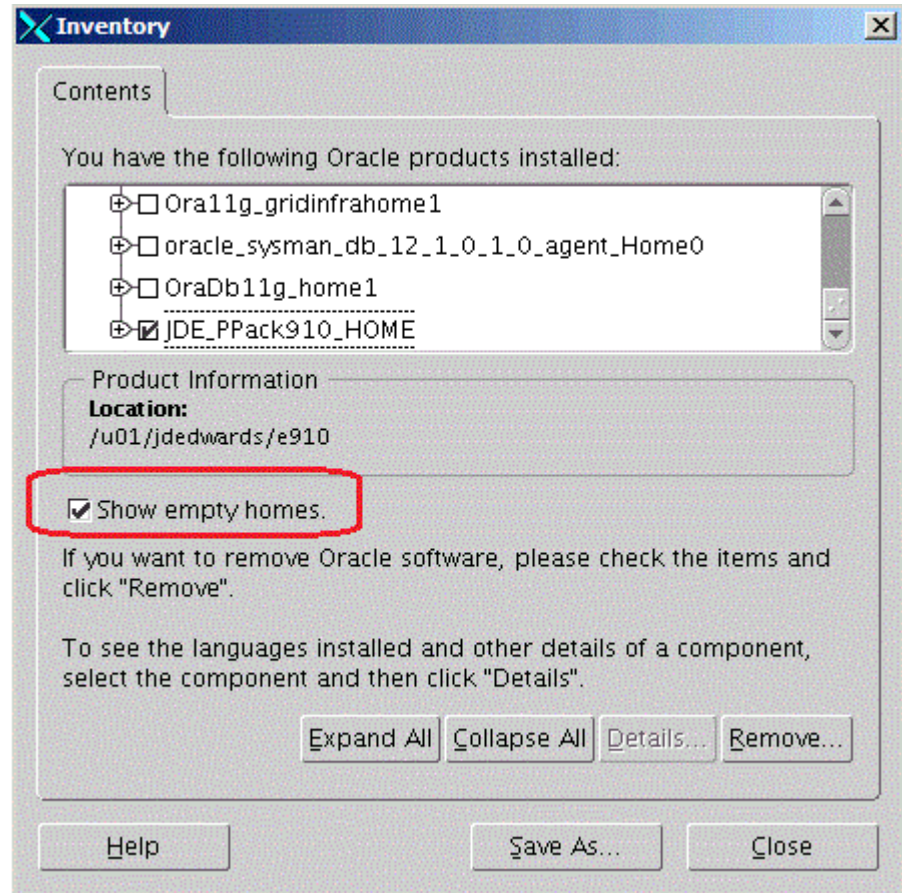 Inventory
Contents
You have the following Oracle products installed:
Ora11g_gridinfrahome1
oracle_sysman_db_12_1_0_1_0_agent_Home0
OraDb11g_home1
JDE_PPack910_HOME
Product Information
Location:
/u01/jdedwards/e910
Show empty homes.
If you want to remove Oracle software, please check the items and
click "Remove".
To see the languages installed and other details of a component,
select the component and then click "Details".
Expand All Collapse All Details... Remove...
Help Save As... Close